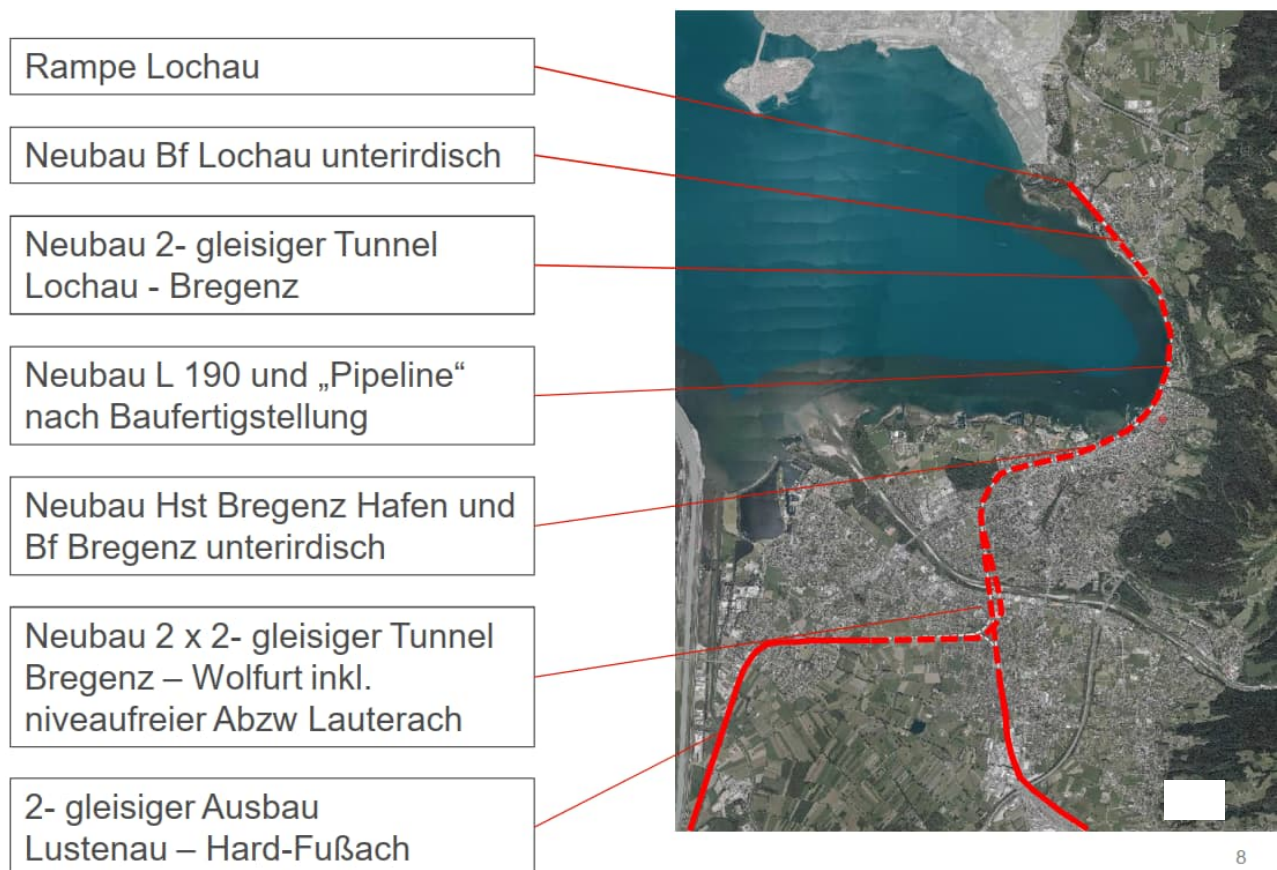 Rampe Lochau
Neubau Bf Lochau unterirdisch
Neubau 2- gleisiger Tunnel
Lochau - Bregenz
Neubau L 190 und „Pipeline“
nach Baufertigstellung
Neubau Hst Bregenz Hafen und
Bf Bregenz unterirdisch
Neubau 2 x 2- gleisiger Tunnel
Bregenz – Wolfurt inkl.
niveaufreier Abzw Lauterach
2- gleisiger Ausbau
Lustenau – Hard-Fußach
8